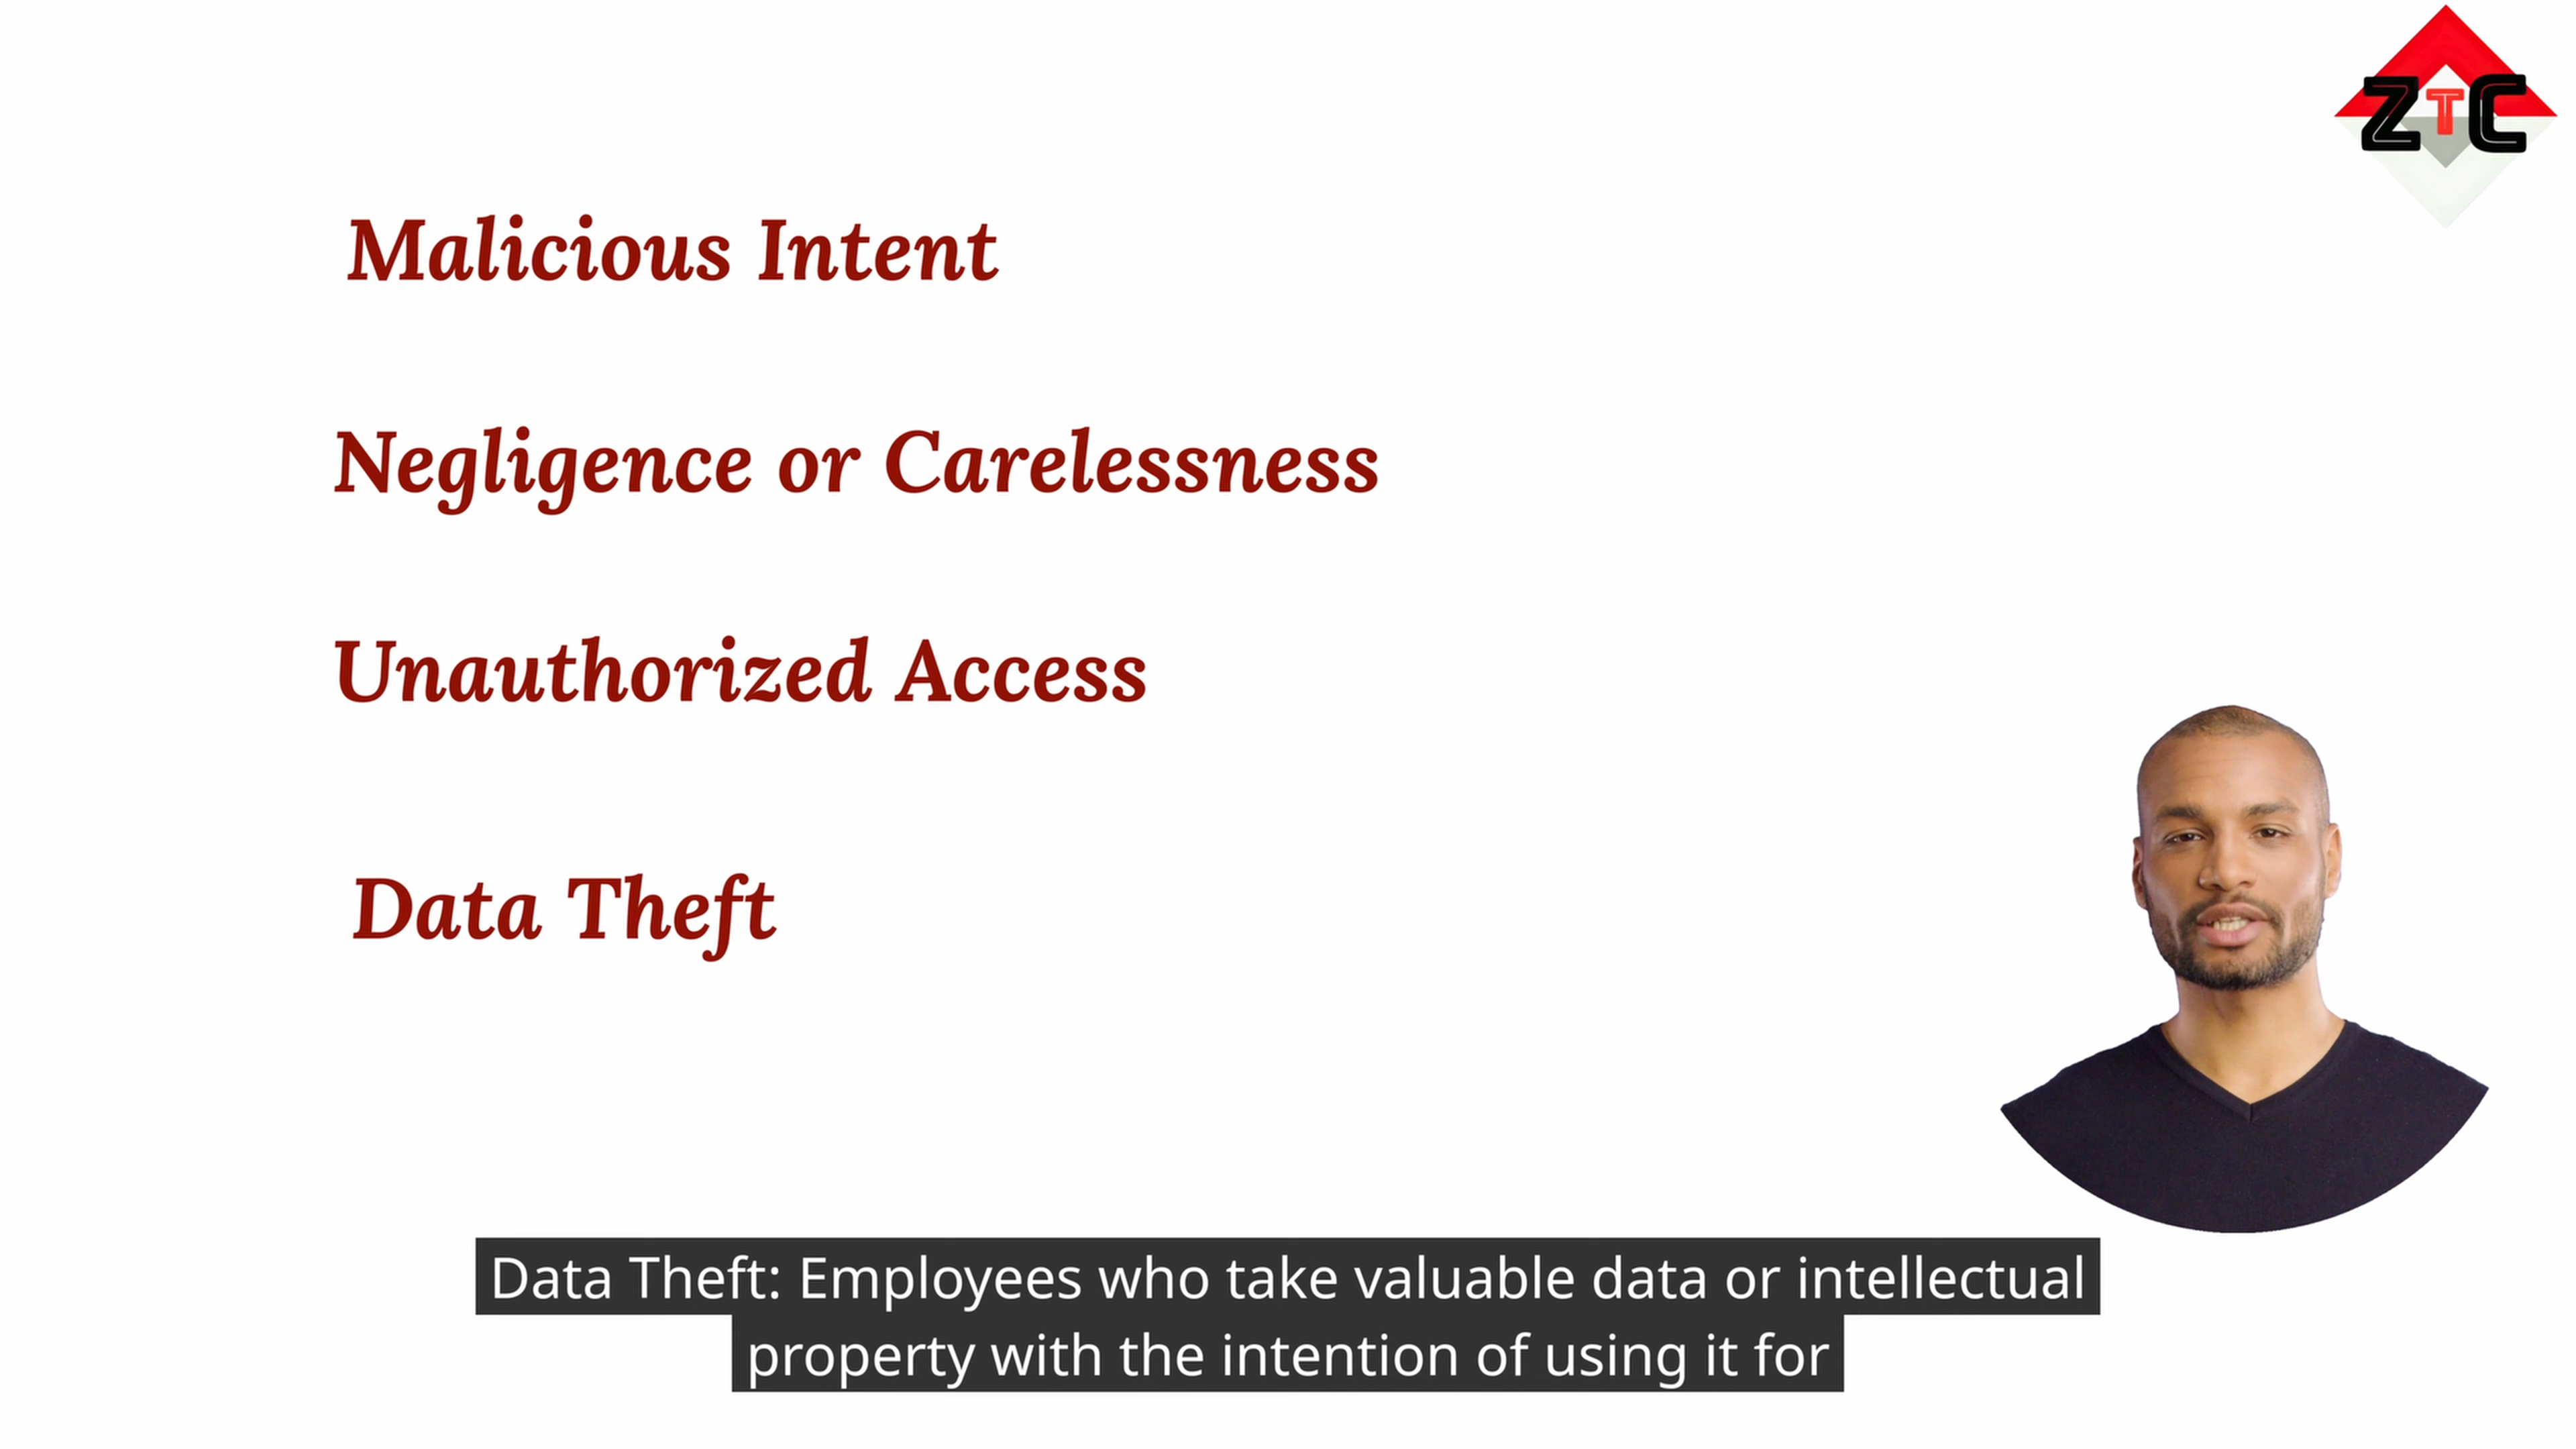 ZTC
Malicious Intent
Negligence or Carelessness
Unauthorized Access
Data Theft
Data Theft: Employees who take valuable data or intellectual
property with the intention of using it for